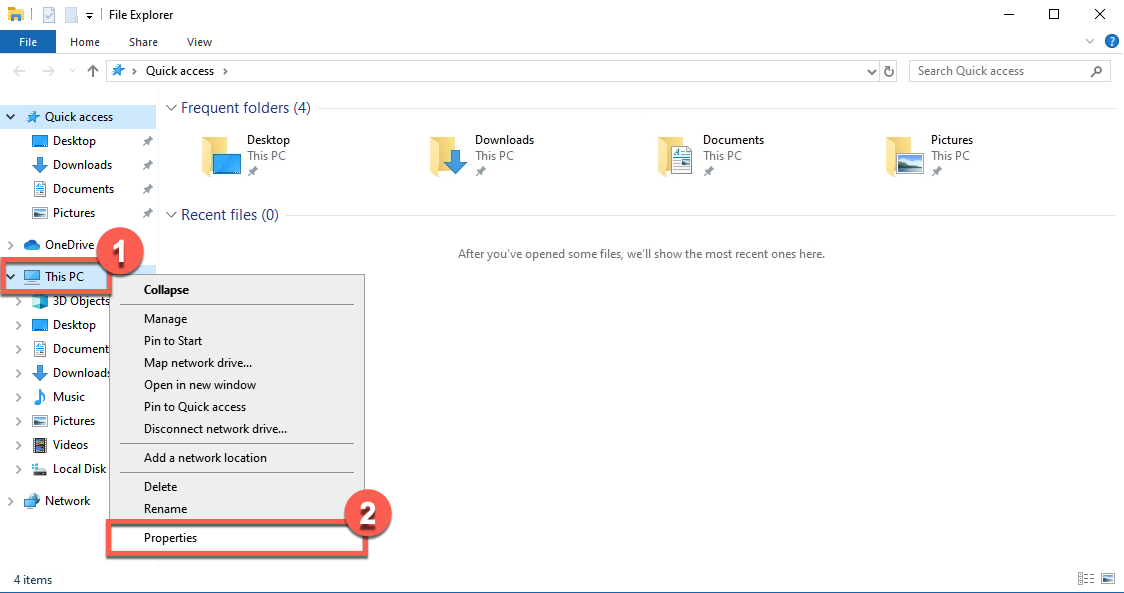 File Explorer
File Home Share View
Quick access
Search Quick access
Quick access
Desktop
Downloads
Documents
Pictures
OneDrive
This PC
3D Objects
Desktop
Document
Downloads
Music
Pictures
Videos
Local Disk
Network
Frequent folders (4)
Desktop
This PC
Downloads
This PC
Documents
This PC
Pictures
This PC
Recent files (0)
After you've opened some files, we'll show the most recent ones here.
1
Collapse
Manage
Pin to Start
Map network drive...
Open in new window
Pin to Quick access
Disconnect network drive...
Add a network location
Delete
Rename
2
Properties
4 items